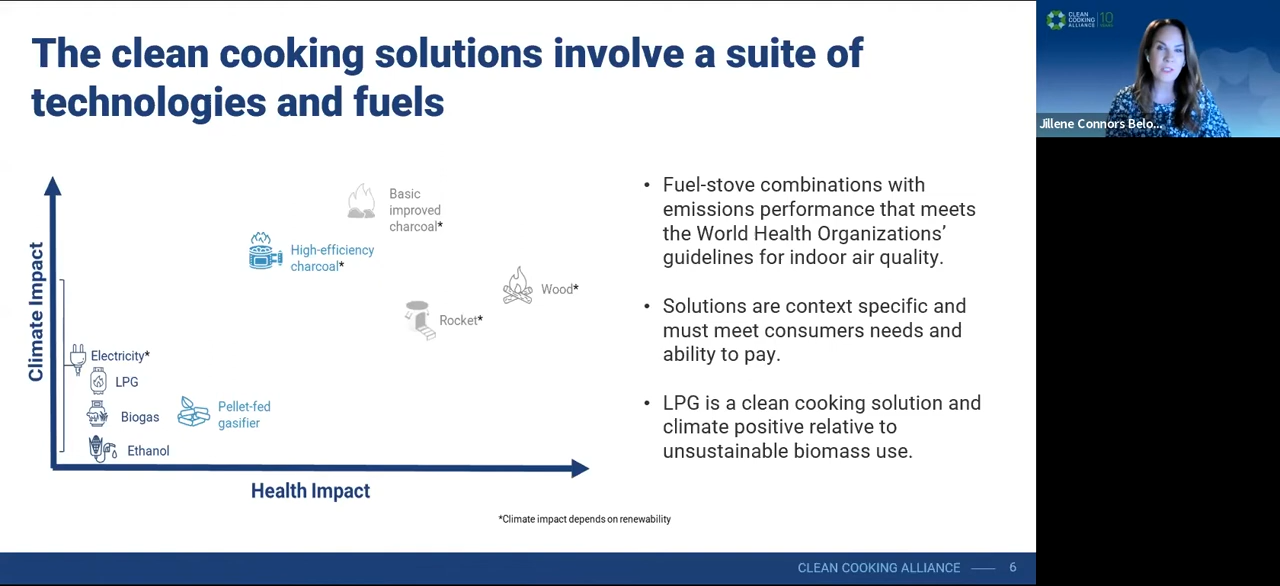 The clean cooking solutions involve a suite of
technologies and fuels
Climate Impact
Basic
improved
charcoal*
High-efficiency
charcoal*
Wood*
Rocket*
Electricity*
LPG
Biogas
Pellet-fed
gasifier
Ethanol
Health Impact
*Climate impact depends on renewability
• Fuel-stove combinations with
emissions performance that meets
the World Health Organizations’
guidelines for indoor air quality.
• Solutions are context specific and
must meet consumers needs and
ability to pay.
• LPG is a clean cooking solution and
climate positive relative to
unsustainable biomass use.
CLEAN COOKING ALLIANCE
6
CLEAN
COOKING
ALLIANCE
10
Jillene Connors Belo...